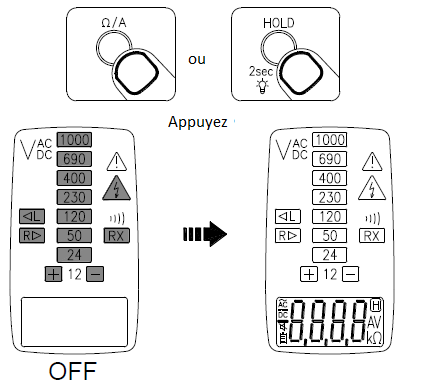 Ω/A
ou
HOLD
2sec
Appuyez
V AC DC
1000
690
400
230
◁L 120
R▷ 50 RX
24
+ 12 −
OFF
V AC DC
1000
690
400
230
◁L 120
R▷ 50 RX
24
+ 12 −
8.8.8.8
H
AV
kΩ